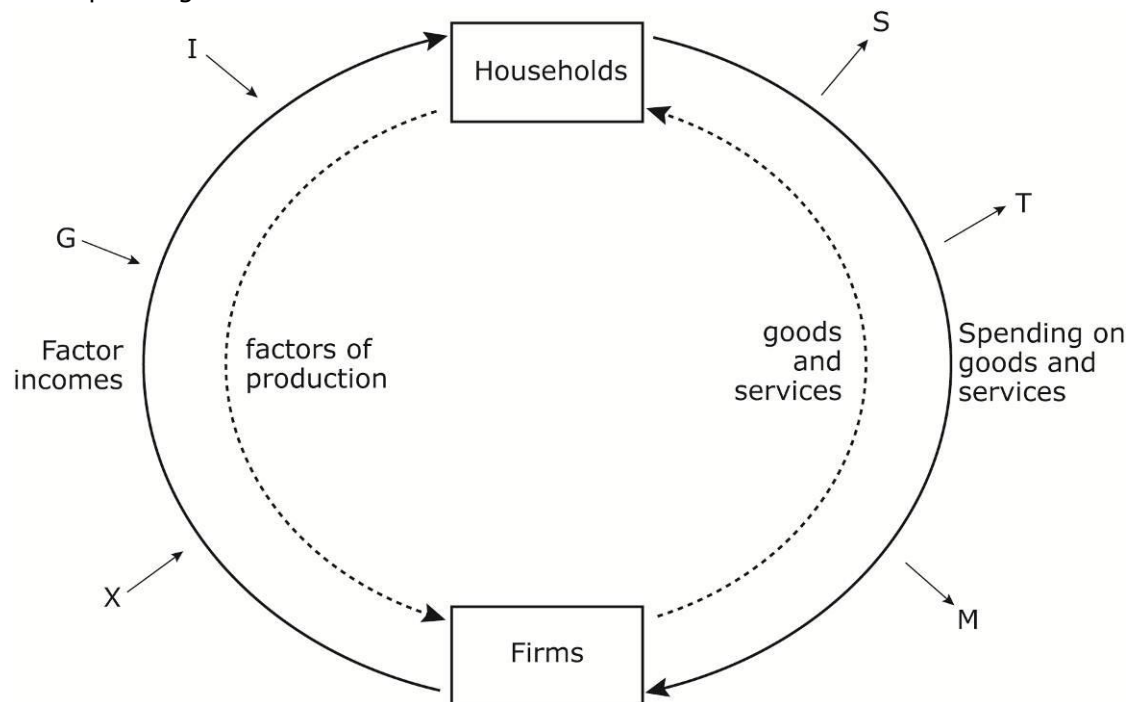 I
Households
S
G
T
Factor
incomes
factors of
production
goods
and
services
Spending on
goods and
services
X
M
Firms